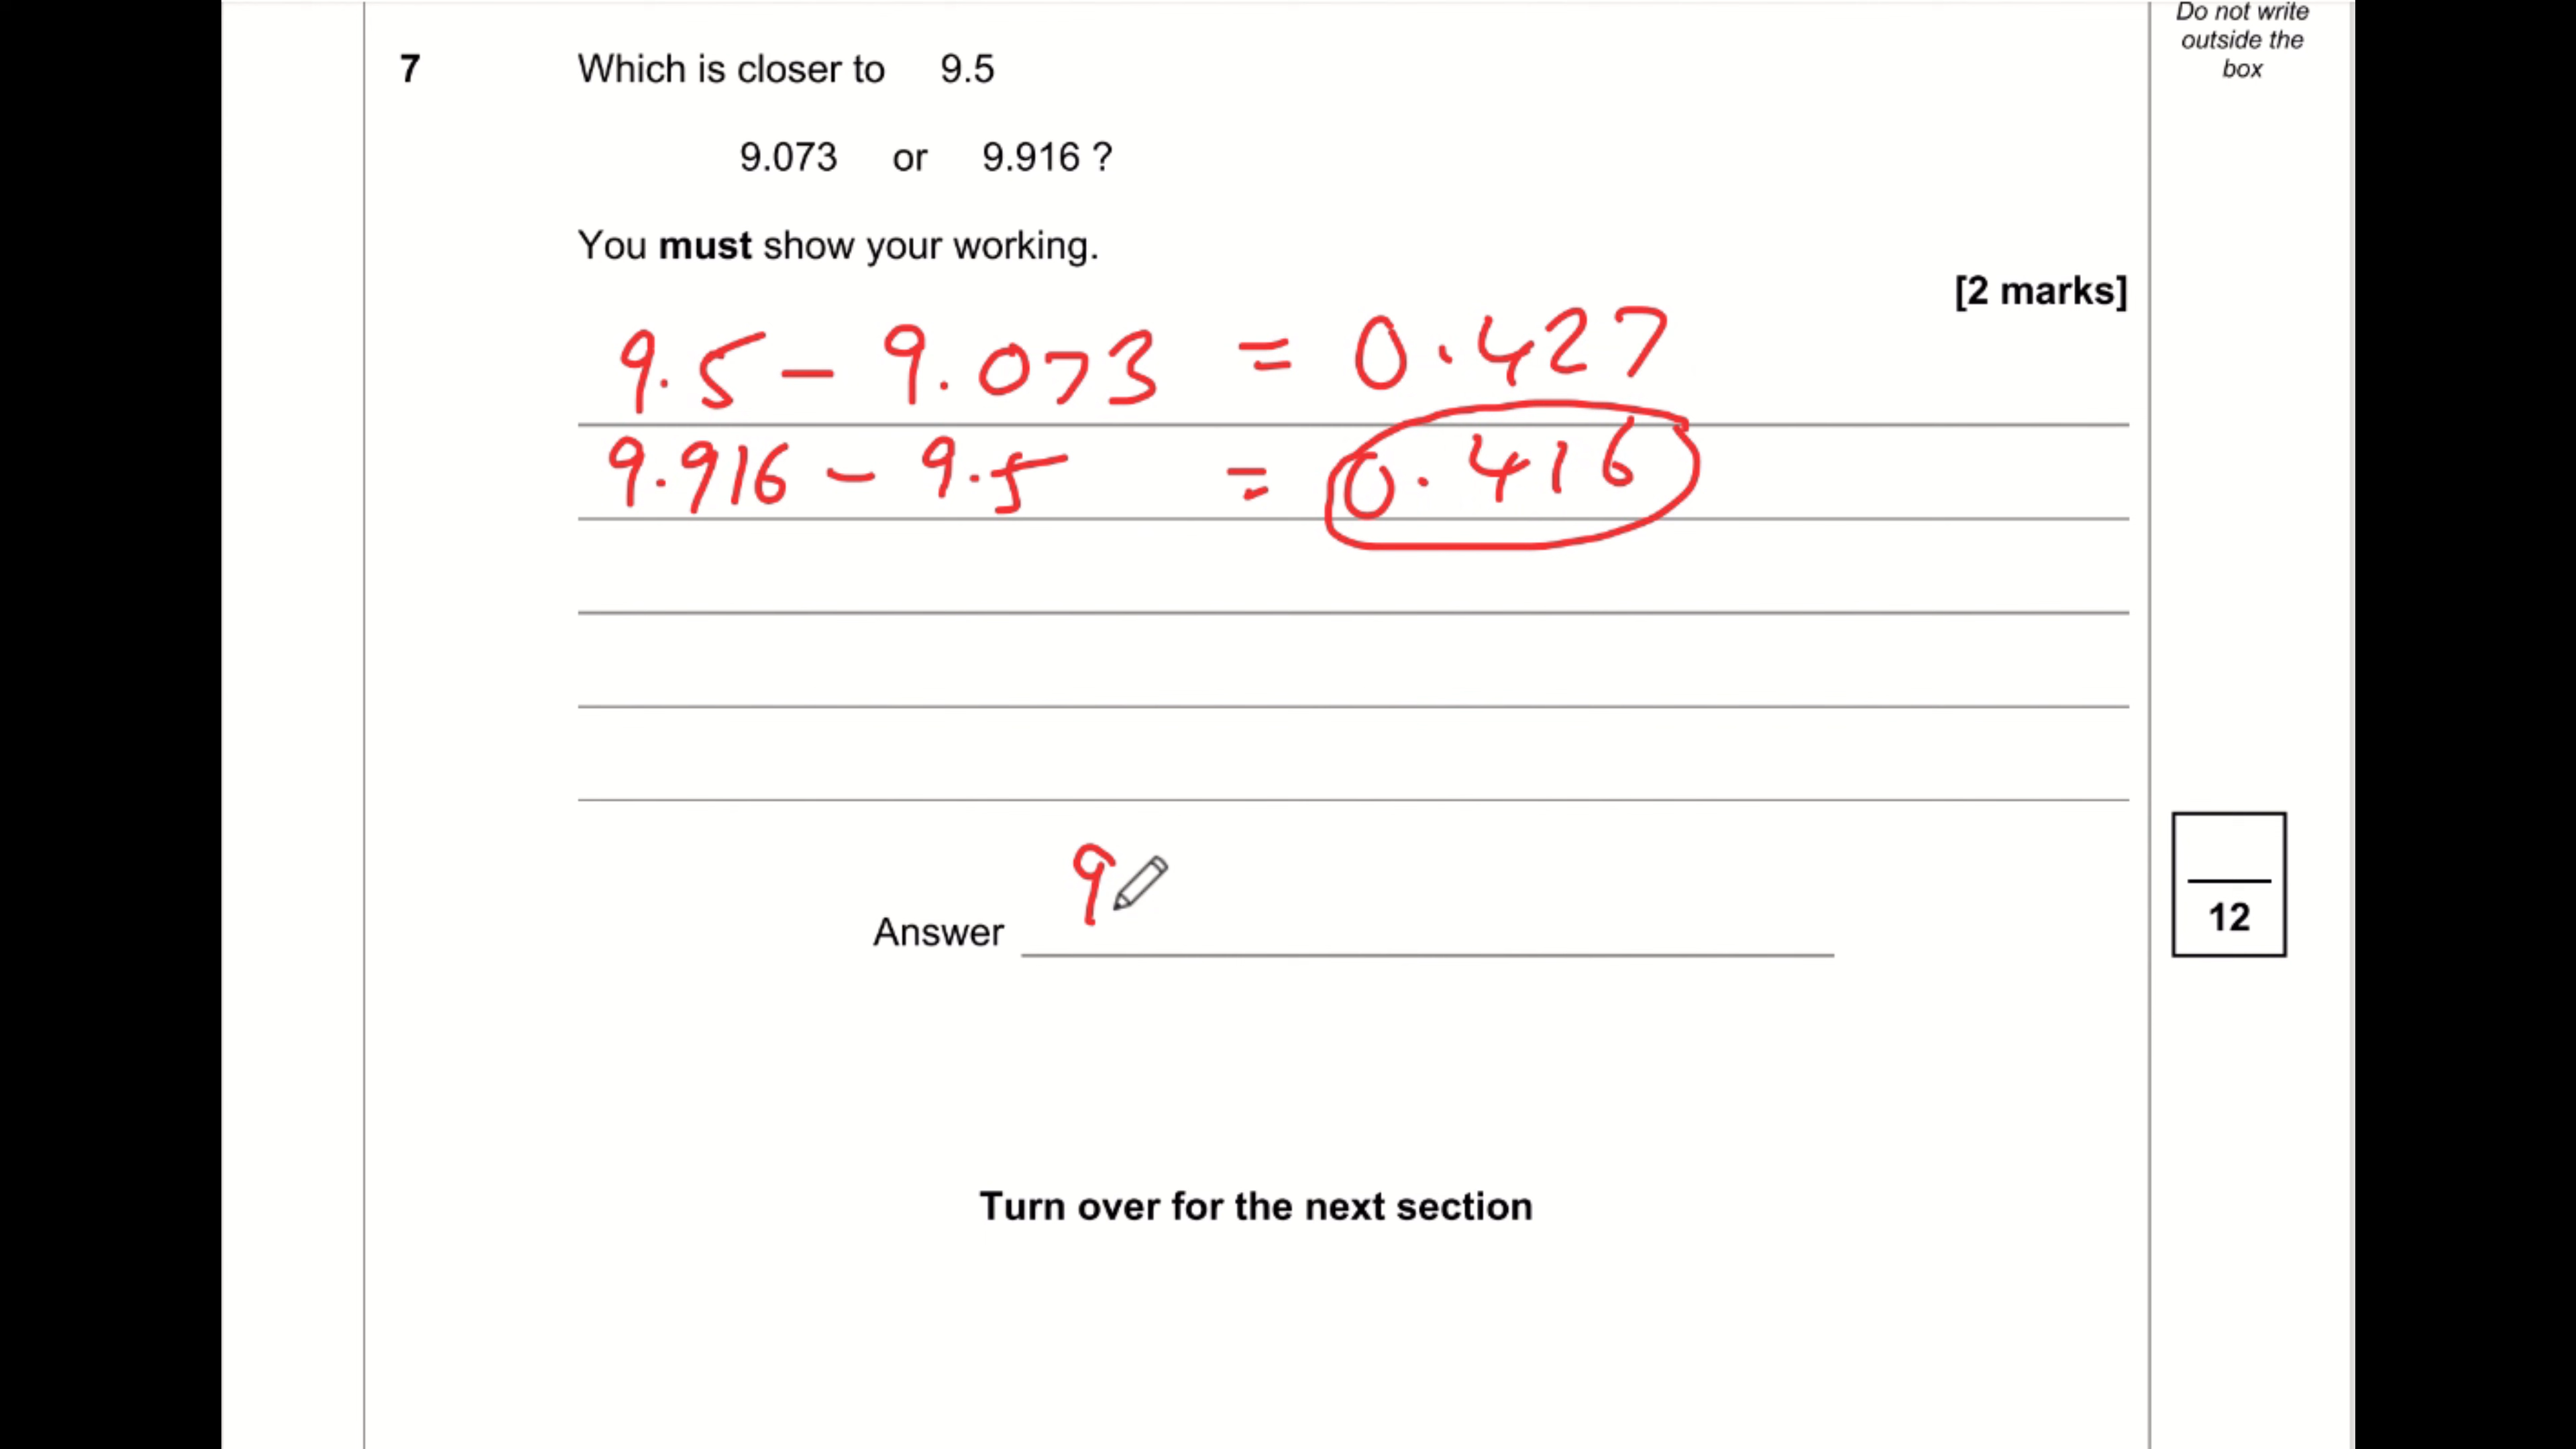 Do not write
outside the
box
7 Which is closer to 9.5
9.073 or 9.916 ?
You must show your working.
[2 marks]
9.5 - 9.073 = 0.427
9.916 - 9.5 = 0.416
Answer 9
12
Turn over for the next section